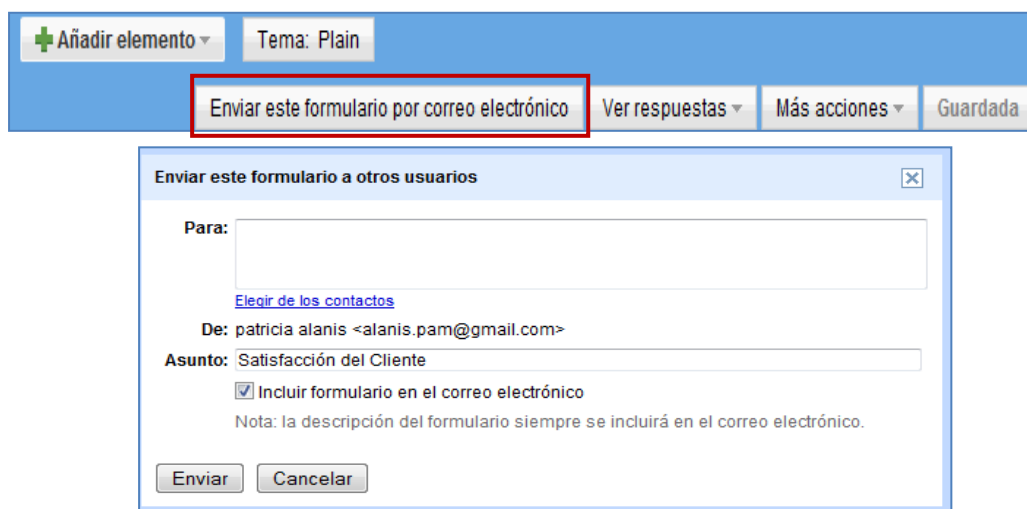 Añadir elemento Tema: Plain
Enviar este formulario por correo electrónico Ver respuestas Más acciones Guardada
Enviar este formulario a otros usuarios
Para:
Elegir de los contactos
De: patricia alanis <alanis.pam@gmail.com>
Asunto: Satisfacción del Cliente
Incluir formulario en el correo electrónico
Nota: la descripción del formulario siempre se incluirá en el correo electrónico.
Enviar Cancelar